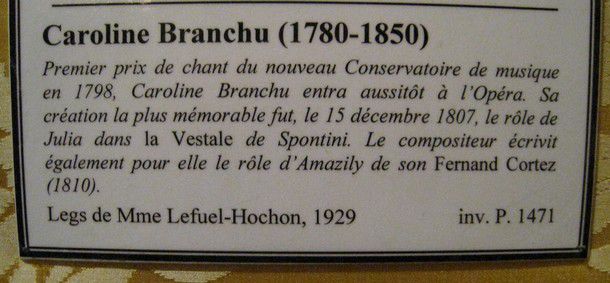 Caroline Branchu (1780-1850)
Premier prix de chant du nouveau Conservatoire de musique
en 1798, Caroline Branchu entra aussitôt à l'Opéra. Sa
création la plus mémorable fut, le 15 décembre 1807, le rôle de
Julia dans la Vestale de Spontini. Le compositeur écrivit
également pour elle le rôle d'Amazily de son Fernand Cortez
(1810).
Legs de Mme Lefuel-Hochon, 1929 inv. P. 1471